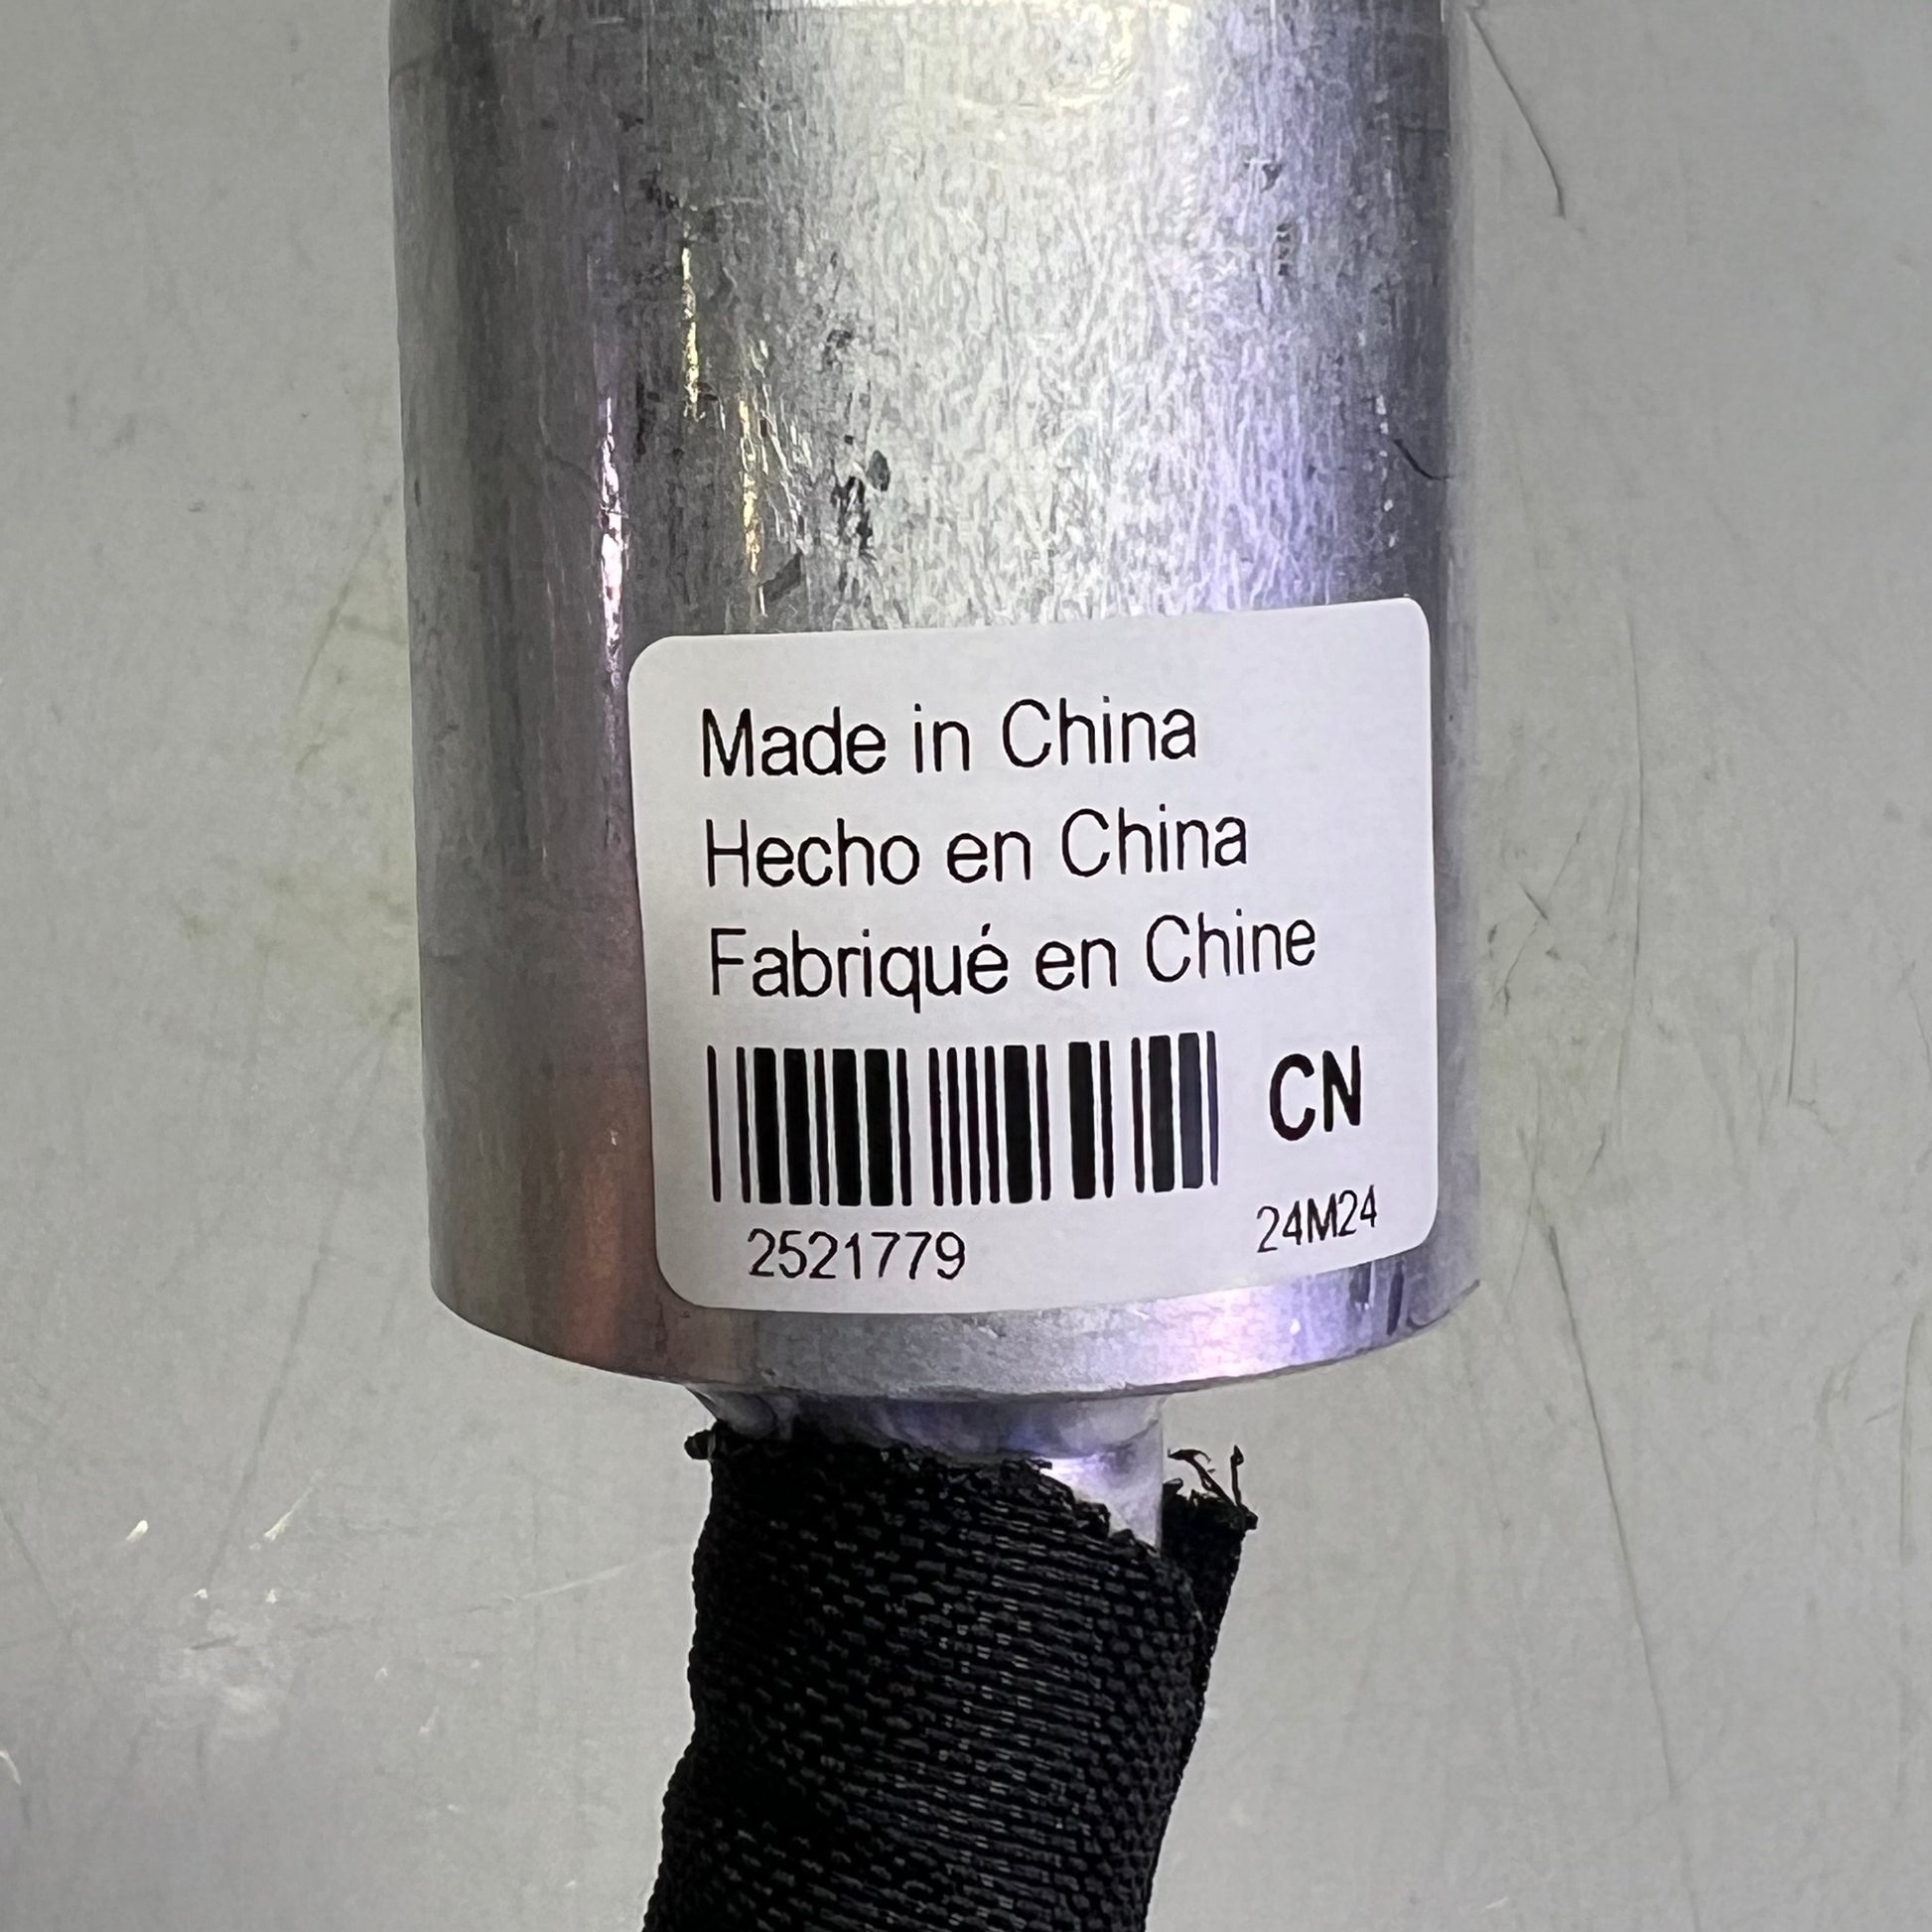 Made in China
Hecho en China
Fabriqué en Chine
CN
2521779
24M24